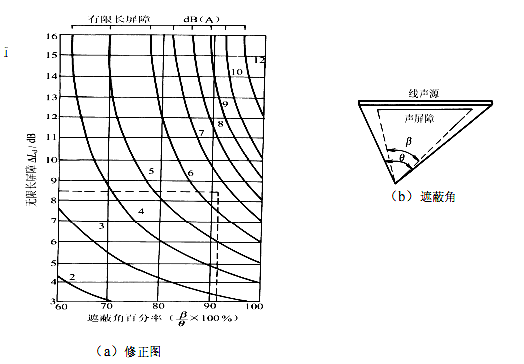 有限长屏障 dB(A)
ī
无限长屏障ΔLd/dB
16
15
14
13
12
11
10
9
8
7
6
5
4
3
12
10
9
8
7
6
5
4
3
2
60 70 80 90 100
遮蔽角百分率(β/θ×100%)
(a) 修正图
线声源
声屏障
β
θ
(b) 遮蔽角